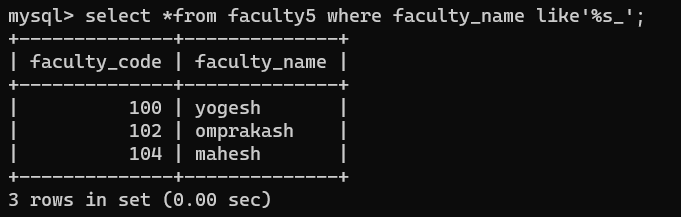 mysql> select *from faculty5 where faculty_name like'%s_';
+--------------+--------------+
| faculty_code | faculty_name |
+--------------+--------------+
|          100 | yogesh       |
|          102 | omprakash    |
|          104 | mahesh       |
+--------------+--------------+
3 rows in set (0.00 sec)